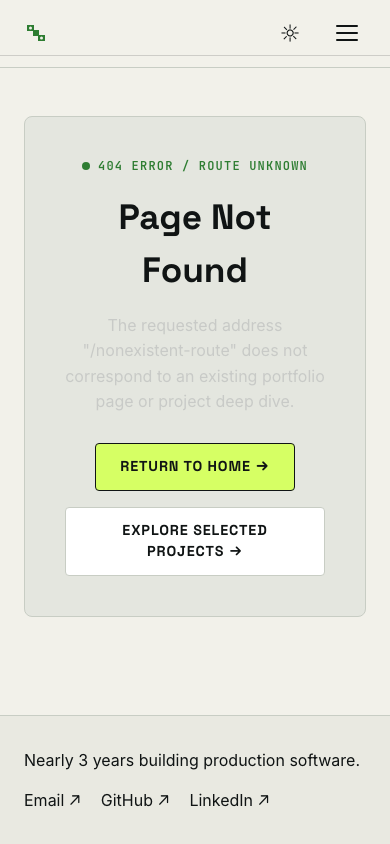 404 ERROR / ROUTE UNKNOWN
Page Not
Found
The requested address
"/nonexistent-route" does not
correspond to an existing portfolio
page or project deep dive.
RETURN TO HOME →
EXPLORE SELECTED
PROJECTS →
Nearly 3 years building production software.
Email ↗ GitHub ↗ LinkedIn ↗